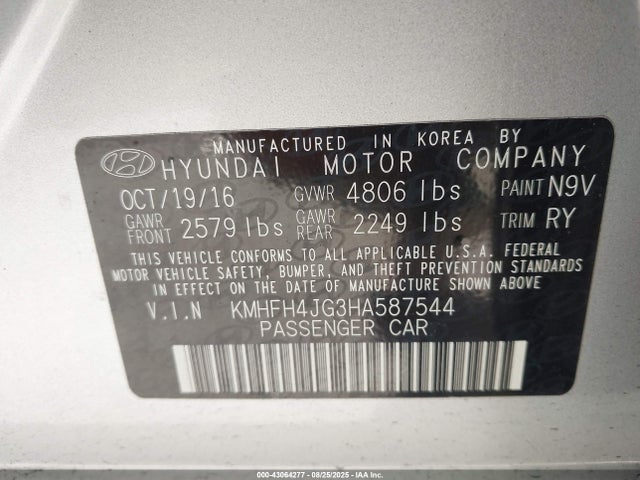 MANUFACTURED IN KOREA BY
HYUNDAI MOTOR COMPANY
OCT/19/16 GVWR 4806 lbs PAINT N9V
GAWR FRONT 2579 lbs GAWR REAR 2249 lbs TRIM RY
THIS VEHICLE CONFORMS TO ALL APPLICABLE U.S.A. FEDERAL
MOTOR VEHICLE SAFETY, BUMPER, AND THEFT PREVENTION STANDARDS
IN EFFECT ON THE DATE OF MANUFACTURE SHOWN ABOVE
V.I.N KMHFH4JG3HA587544
PASSENGER CAR
000-43064277 - 08/25/2025 - IAA INC.